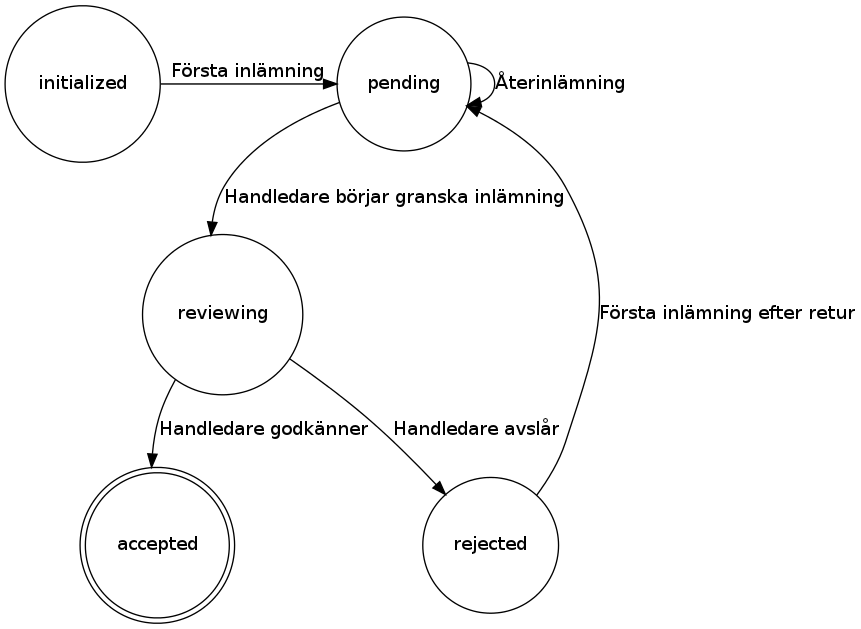 initialized
Första inlämning
pending
Återinlämning
Handledare börjar granska inlämning
reviewing
Första inlämning efter retur
Handledare godkänner
Handledare avslår
accepted
rejected